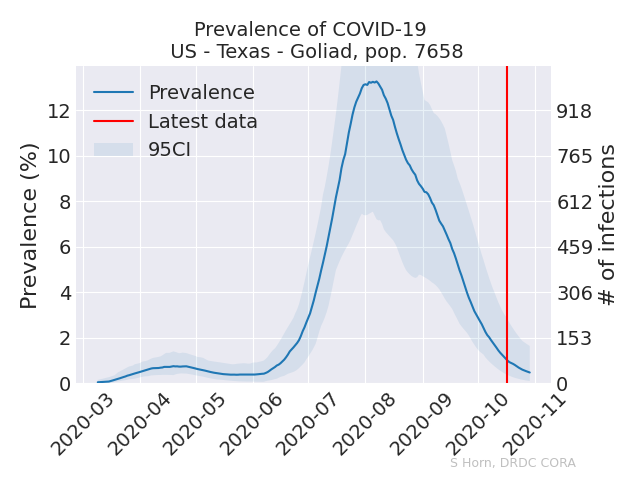 Prevalence of COVID-19
US - Texas - Goliad, pop. 7658
Prevalence
Latest data
95CI
Prevalence (%)
12
10
8
6
4
2
0
918
765
612
459
306
153
0
# of infections
2020-03
2020-04
2020-05
2020-06
2020-07
2020-08
2020-09
2020-10
2020-11
S Horn, DRDC CORA